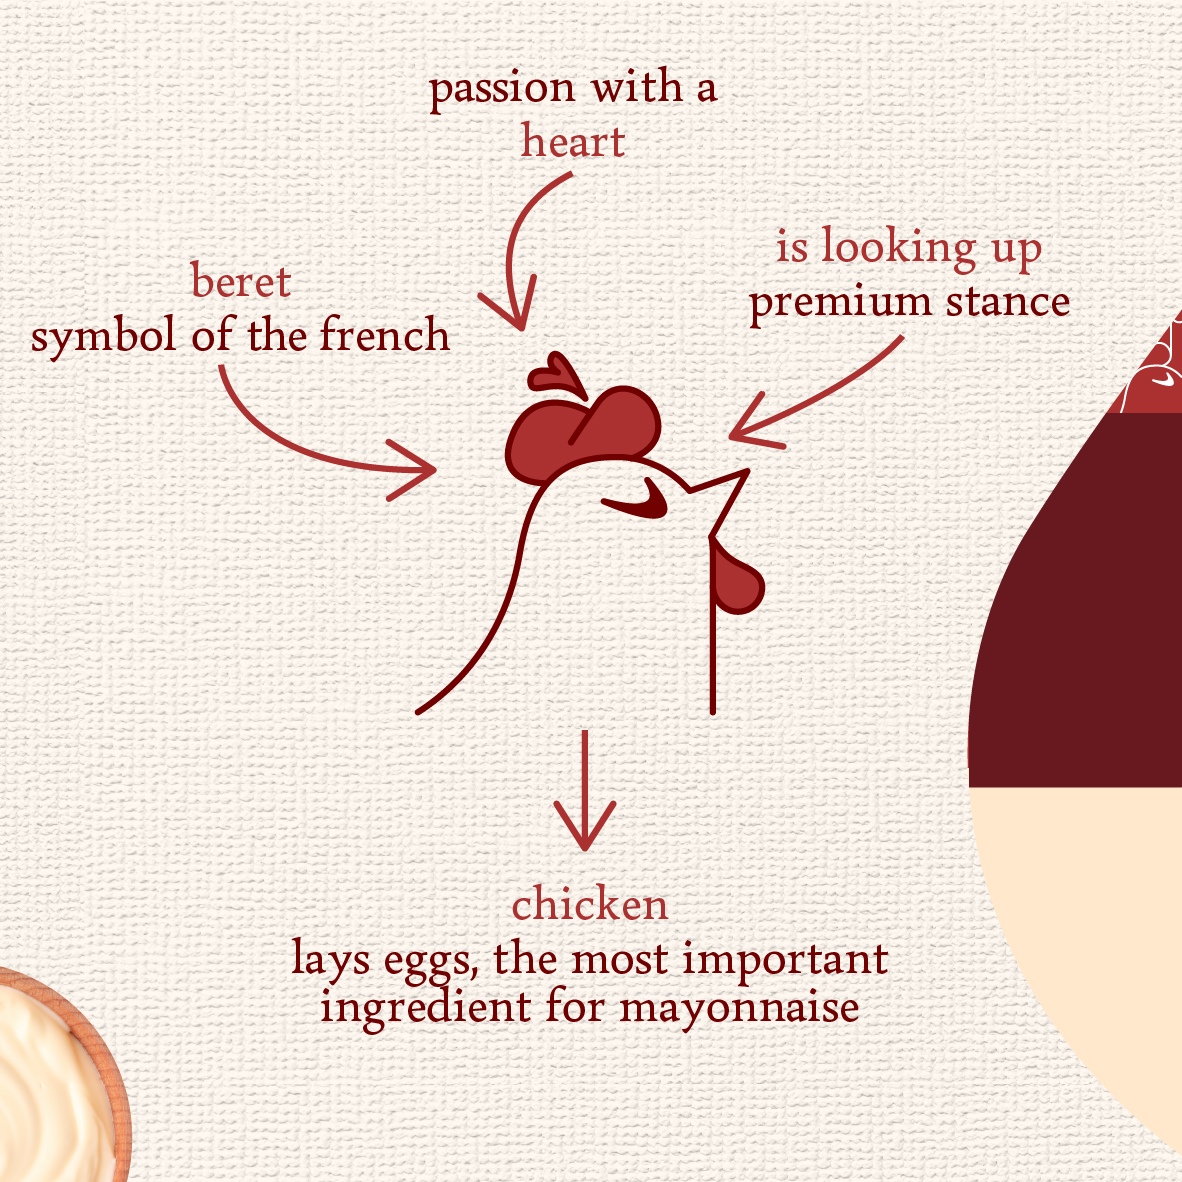 passion with a
heart
is looking up
premium stance
beret
symbol of the french
chicken
lays eggs, the most important
ingredient for mayonnaise